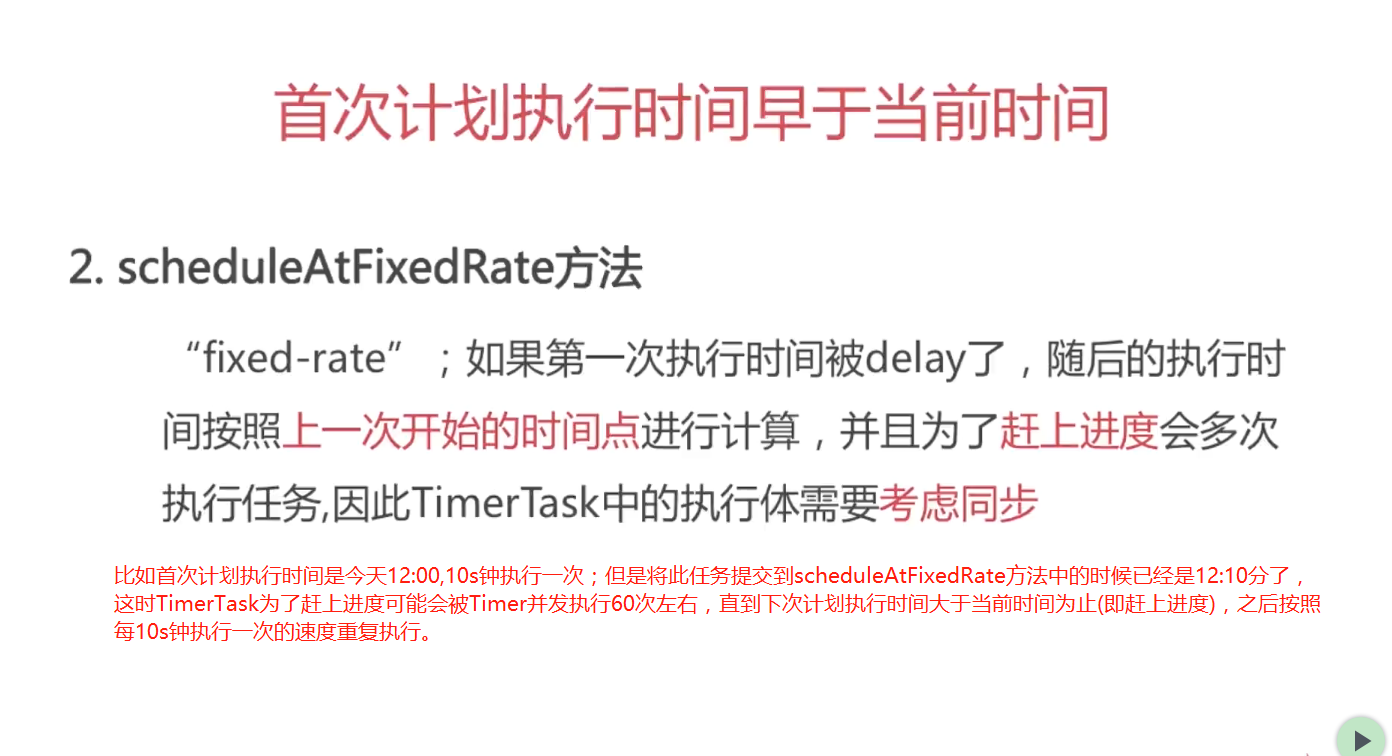 首次计划执行时间早于当前时间
2. scheduleAtFixedRate方法
“fixed-rate”；如果第一次执行时间被delay了，随后的执行时
间按照上一次开始的时间点进行计算，并且为了赶上进度会多次
执行任务,因此TimerTask中的执行体需要考虑同步
比如首次计划执行时间是今天12:00,10s钟执行一次；但是将此任务提交到scheduleAtFixedRate方法中的时候已经是12:10分了，
这时TimerTask为了赶上进度可能会被Timer并发执行60次左右，直到下次计划执行时间大于当前时间为止(即赶上进度)，之后按照
每10s钟执行一次的速度重复执行。